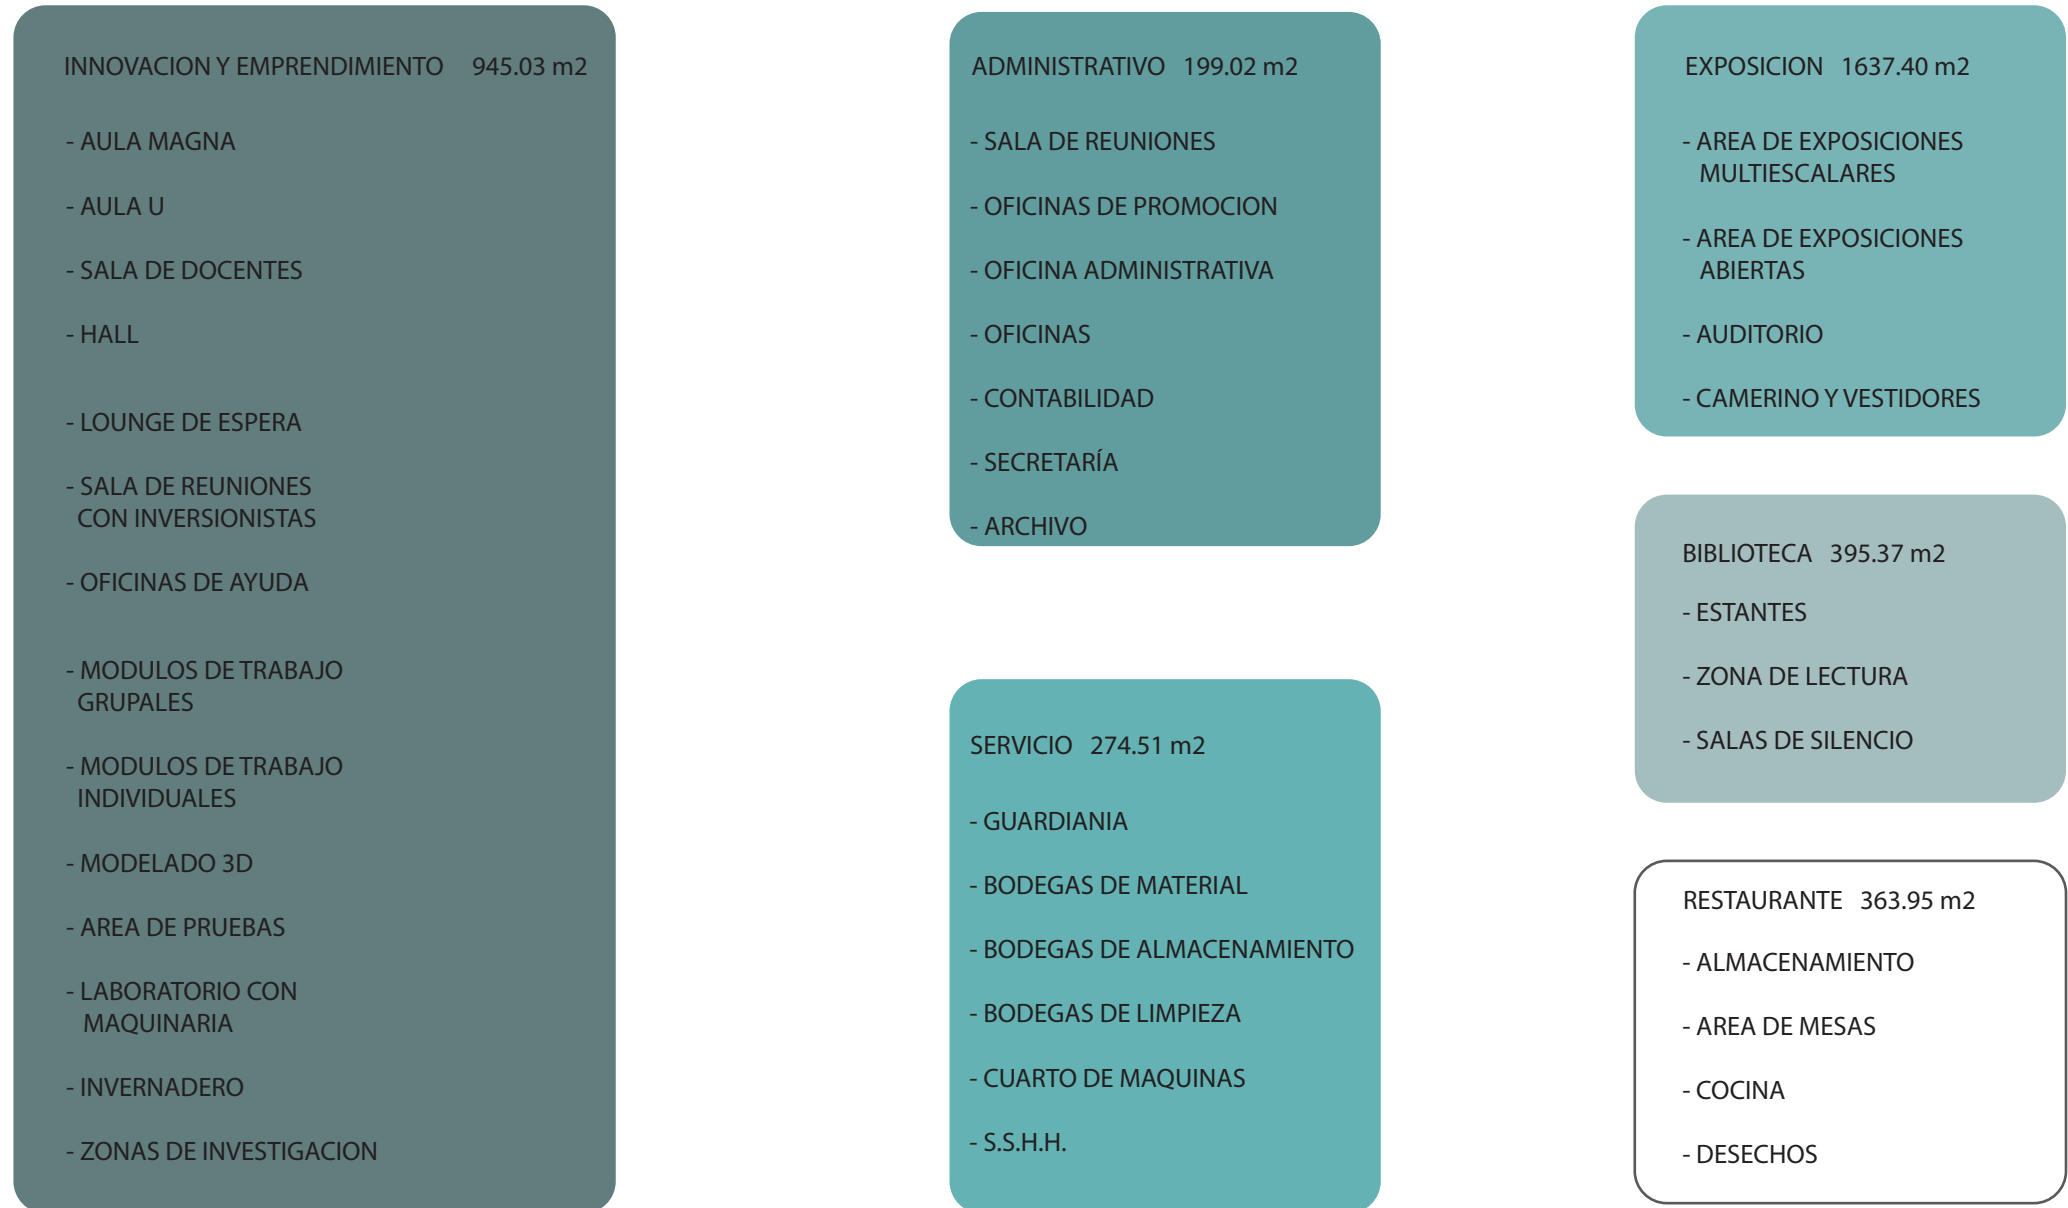 INNOVACION Y EMPRENDIMIENTO 945.03 m2
- AULA MAGNA
- AULA U
- SALA DE DOCENTES
- HALL
- LOUNGE DE ESPERA
- SALA DE REUNIONES
CON INVERSIONISTAS
- OFICINAS DE AYUDA
- MODULOS DE TRABAJO
GRUPALES
- MODULOS DE TRABAJO
INDIVIDUALES
- MODELADO 3D
- AREA DE PRUEBAS
- LABORATORIO CON
MAQUINARIA
- INVERNADERO
- ZONAS DE INVESTIGACION
ADMINISTRATIVO 199.02 m2
- SALA DE REUNIONES
- OFICINAS DE PROMOCION
- OFICINA ADMINISTRATIVA
- OFICINAS
- CONTABILIDAD
- SECRETARÍA
- ARCHIVO
SERVICIO 274.51 m2
- GUARDIANIA
- BODEGAS DE MATERIAL
- BODEGAS DE ALMACENAMIENTO
- BODEGAS DE LIMPIEZA
- CUARTO DE MAQUINAS
- S.S.H.H.
EXPOSICION 1637.40 m2
- AREA DE EXPOSICIONES
MULTIESCALARES
- AREA DE EXPOSICIONES
ABIERTAS
- AUDITORIO
- CAMERINO Y VESTIDORES
BIBLIOTECA 395.37 m2
- ESTANTES
- ZONA DE LECTURA
- SALAS DE SILENCIO
RESTAURANTE 363.95 m2
- ALMACENAMIENTO
- AREA DE MESAS
- COCINA
- DESECHOS